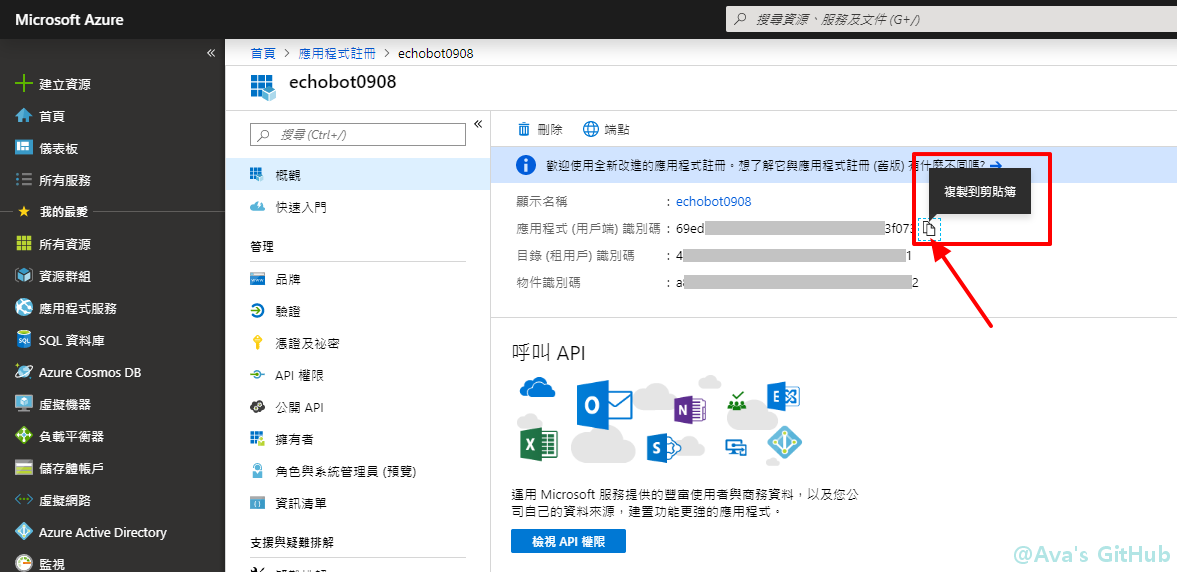 Microsoft Azure
搜尋資源、服務及文件 (G+/)
«
首頁 > 應用程式註冊 > echobot0908
echobot0908
建立資源
首頁
儀表板
所有服務
我的最愛
所有資源
資源群組
應用程式服務
SQL 資料庫
Azure Cosmos DB
虛擬機器
負載平衡器
儲存體帳戶
虛擬網路
Azure Active Directory
監視
搜尋 (Ctrl+/)
«
概觀
快速入門
管理
品牌
驗證
憑證及祕密
API 權限
公開 API
擁有者
角色與系統管理員 (預覽)
資訊清單
支援與疑難排解
刪除 端點
歡迎使用全新改進的應用程式註冊。想了解它與應用程式註冊 (舊版) 有什麼不同嗎? →
複製到剪貼簿
顯示名稱 : echobot0908
應用程式 (用戶端) 識別碼 : 69ed 3f073
目錄 (租用戶) 識別碼 : 4 1
物件識別碼 : a8 2
呼叫 API
運用 Microsoft 服務提供的豐富使用者與商務資料，以及您公
司自己的資料來源，建置功能更強的應用程式。
檢視 API 權限
@Ava's GitHub